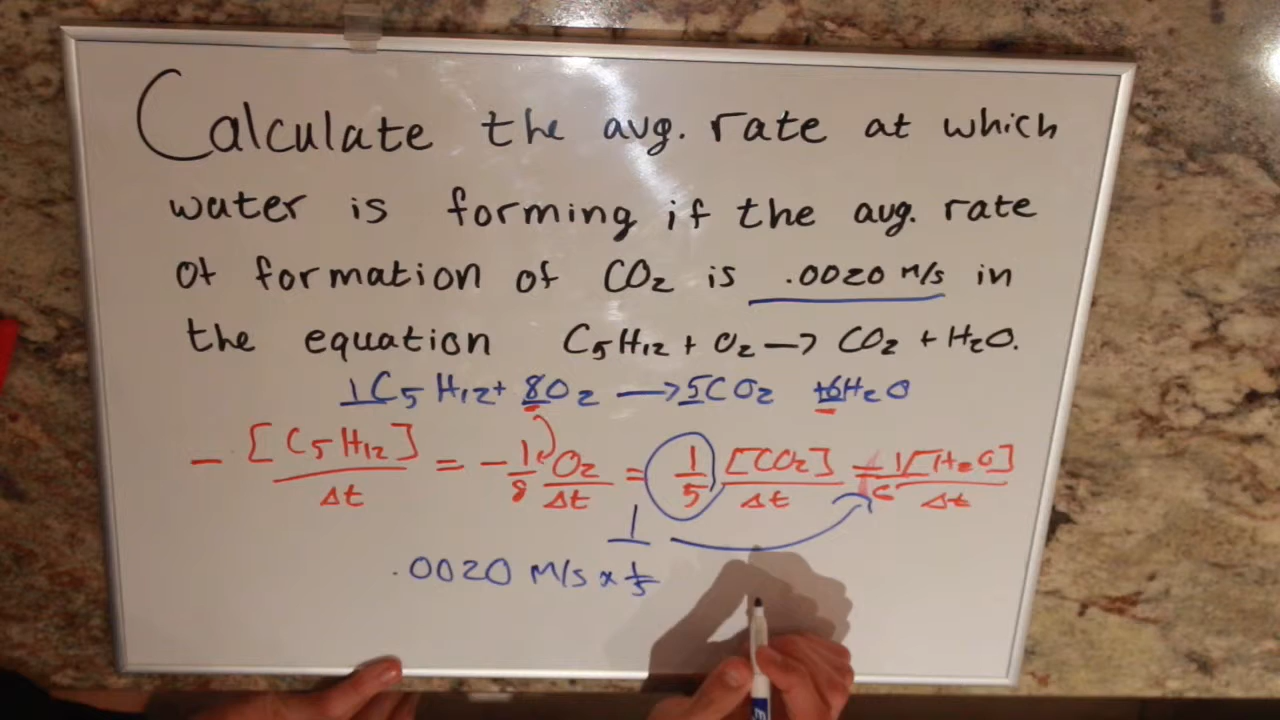 Calculate the avg. rate at which
water is forming if the avg. rate
of formation of CO₂ is .0020 M/s in
the equation C₅H₁₂ + O₂ → CO₂ + H₂O.
1C₅H₁₂ + 8O₂ → 5CO₂ +6H₂O
- [C₅H₁₂]/Δt = - 1/8 O₂/Δt = 1/5 [CO₂]/Δt = 1/6 [H₂O]/Δt
.0020 M/s × 1/5